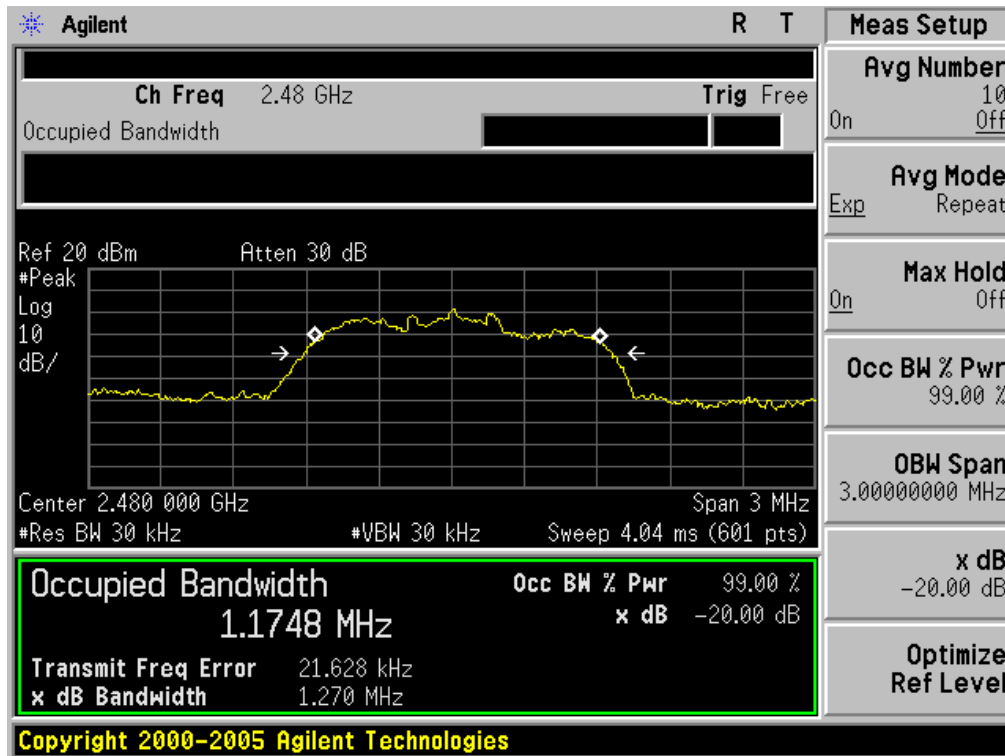 Agilent R T
Ch Freq 2.48 GHz Trig Free
Occupied Bandwidth
Ref 20 dBm Atten 30 dB
#Peak
Log
10
dB/
Center 2.480 000 GHz Span 3 MHz
#Res BW 30 kHz #VBW 30 kHz Sweep 4.04 ms (601 pts)
Occupied Bandwidth Occ BW % Pwr 99.00 %
1.1748 MHz x dB -20.00 dB
Transmit Freq Error 21.628 kHz
x dB Bandwidth 1.270 MHz
Copyright 2000-2005 Agilent Technologies
Meas Setup
Avg Number
10
On Off
Avg Mode
Exp Repeat
Max Hold
On Off
Occ BW % Pwr
99.00 %
OBW Span
3.00000000 MHz
x dB
-20.00 dB
Optimize
Ref Level